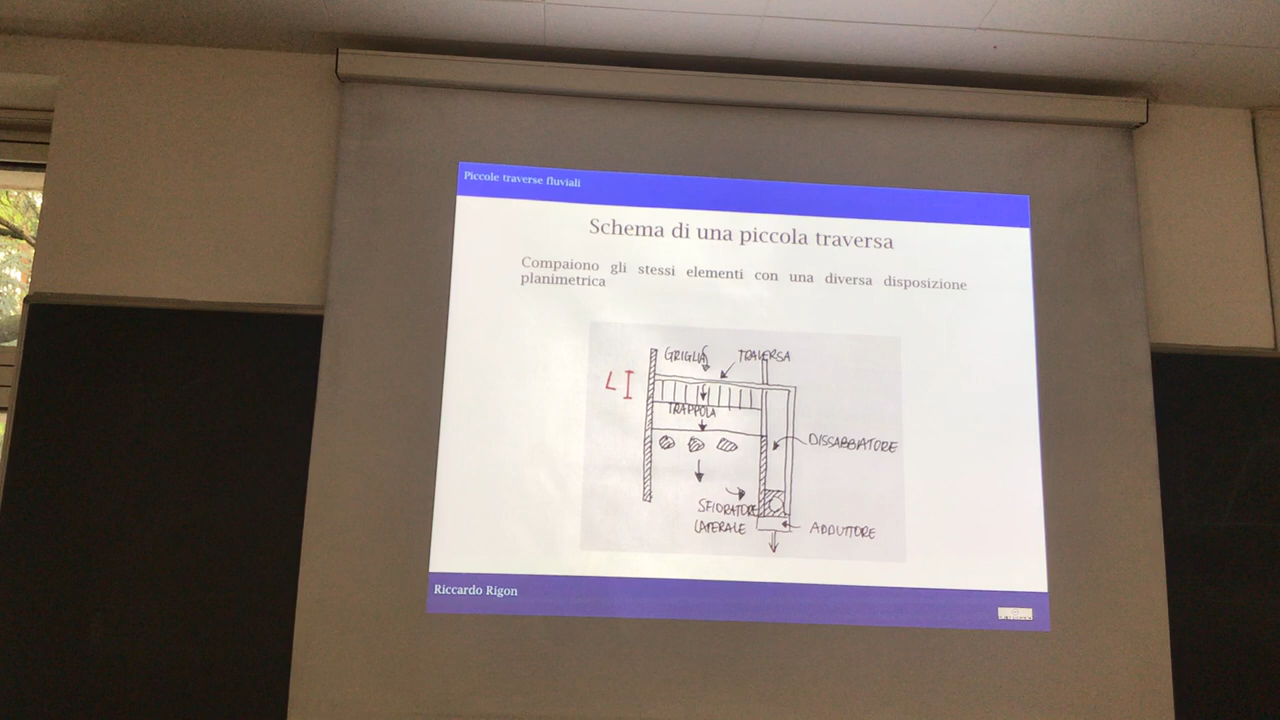 Piccole traverse fluviali
Schema di una piccola traversa
Compaiono gli stessi elementi con una diversa disposizione
planimetrica
GRIGLIA
TRAVERSA
L
TRAPPOLA
DISSABBIATORE
SFIORATORE
LATERALE
ADDUTTORE
Riccardo Rigon